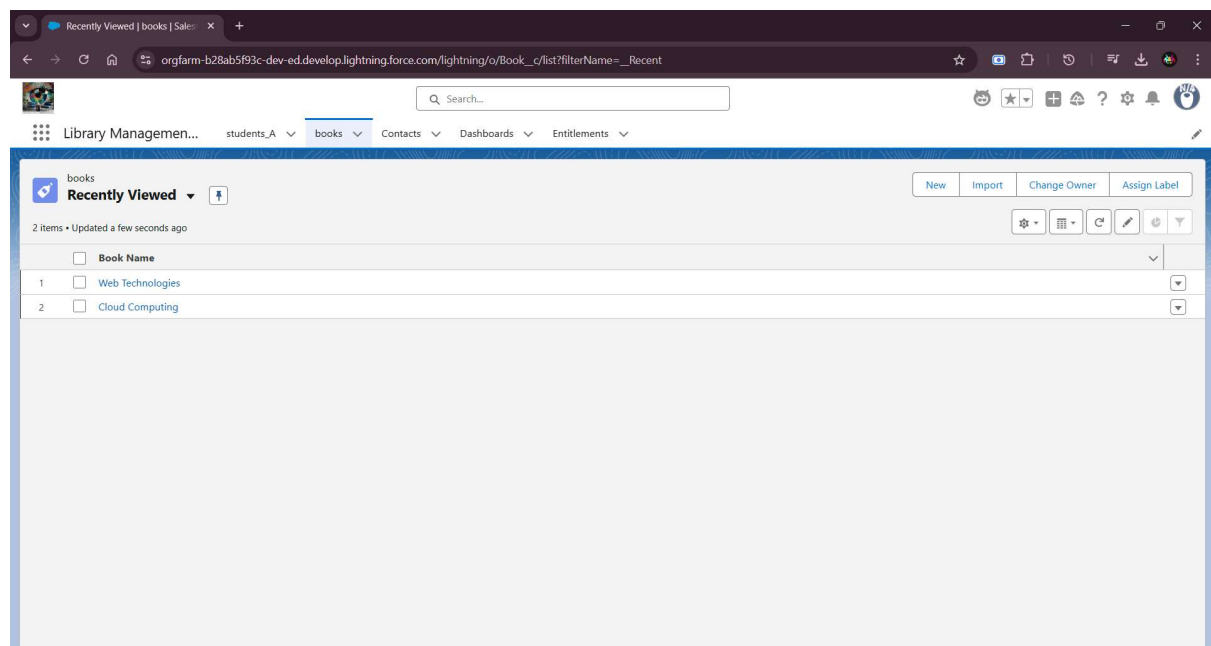 Recently Viewed | books | Sales
orgfarm-b28ab5f93c-dev-ed.develop.lightning.force.com/lightning/o/Book__c/list?filterName=__Recent
Search...
Library Managemen... students_A books Contacts Dashboards Entitlements
books
Recently Viewed
New Import Change Owner Assign Label
2 items • Updated a few seconds ago
Book Name
1 Web Technologies
2 Cloud Computing